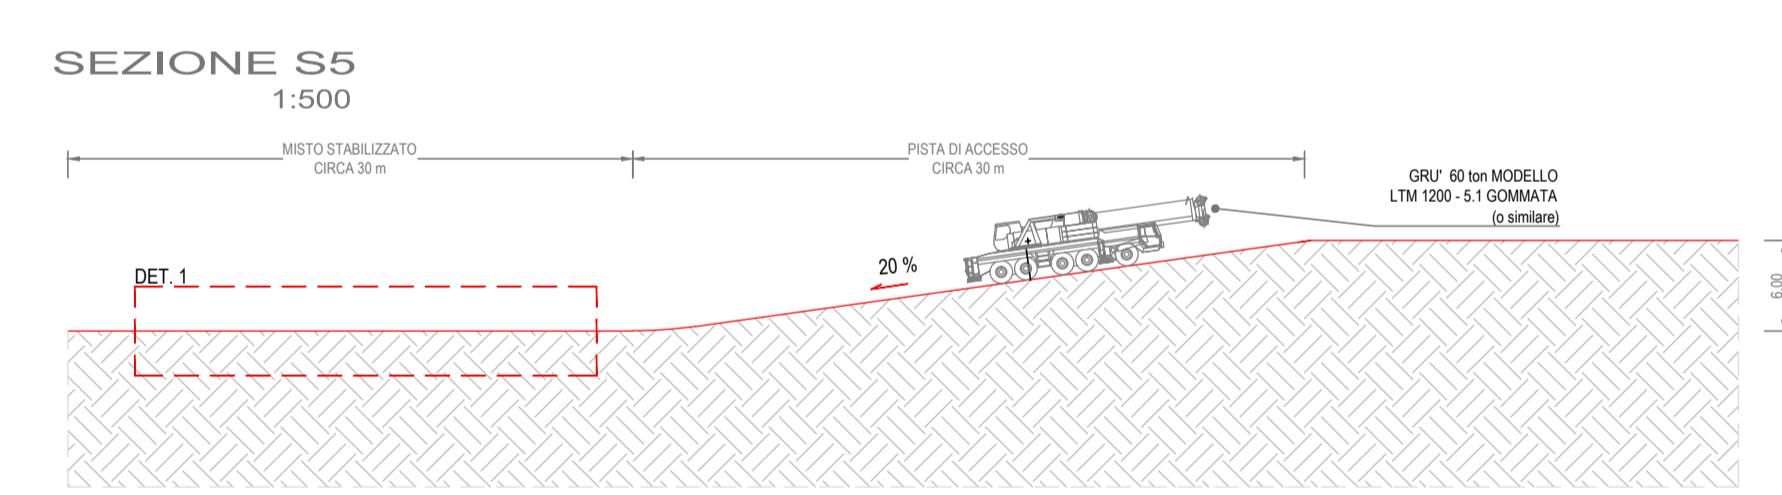 SEZIONE S5
1:500
MISTO STABILIZZATO
CIRCA 30 m
PISTA DI ACCESSO
CIRCA 30 m
GRU' 60 ton MODELLO
LTM 1200 - 5.1 GOMMATA
(o similare)
20 %
DET. 1
6.00